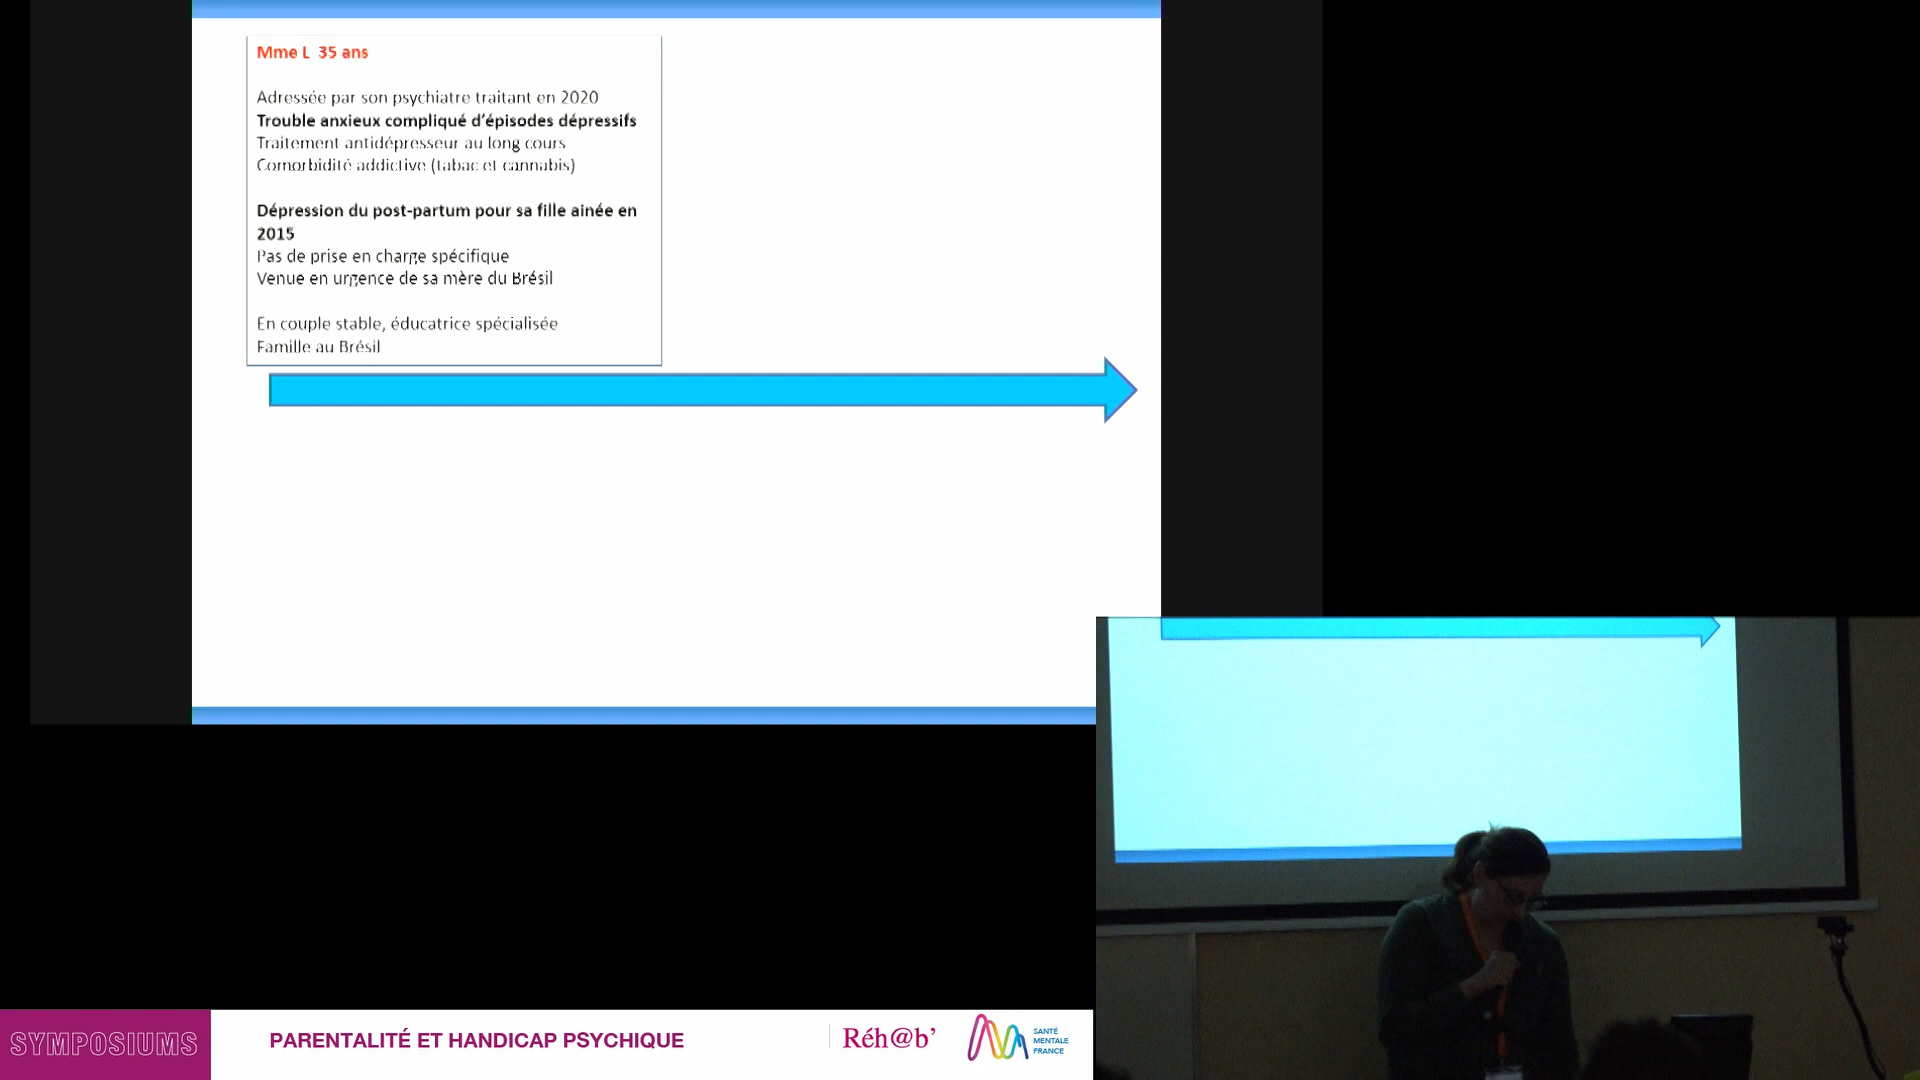 Mme L 35 ans
Adressée par son psychiatre traitant en 2020
Trouble anxieux compliqué d'épisodes dépressifs
Traitement antidépresseur au long cours
Comorbidité addictive (tabac et cannabis)
Dépression du post-partum pour sa fille ainée en
2015
Pas de prise en charge spécifique
Venue en urgence de sa mère du Brésil
En couple stable, éducatrice spécialisée
Famille au Brésil
SYMPOSIUMS
PARENTALITÉ ET HANDICAP PSYCHIQUE
Réh@b'
SANTÉ
MENTALE
FRANCE